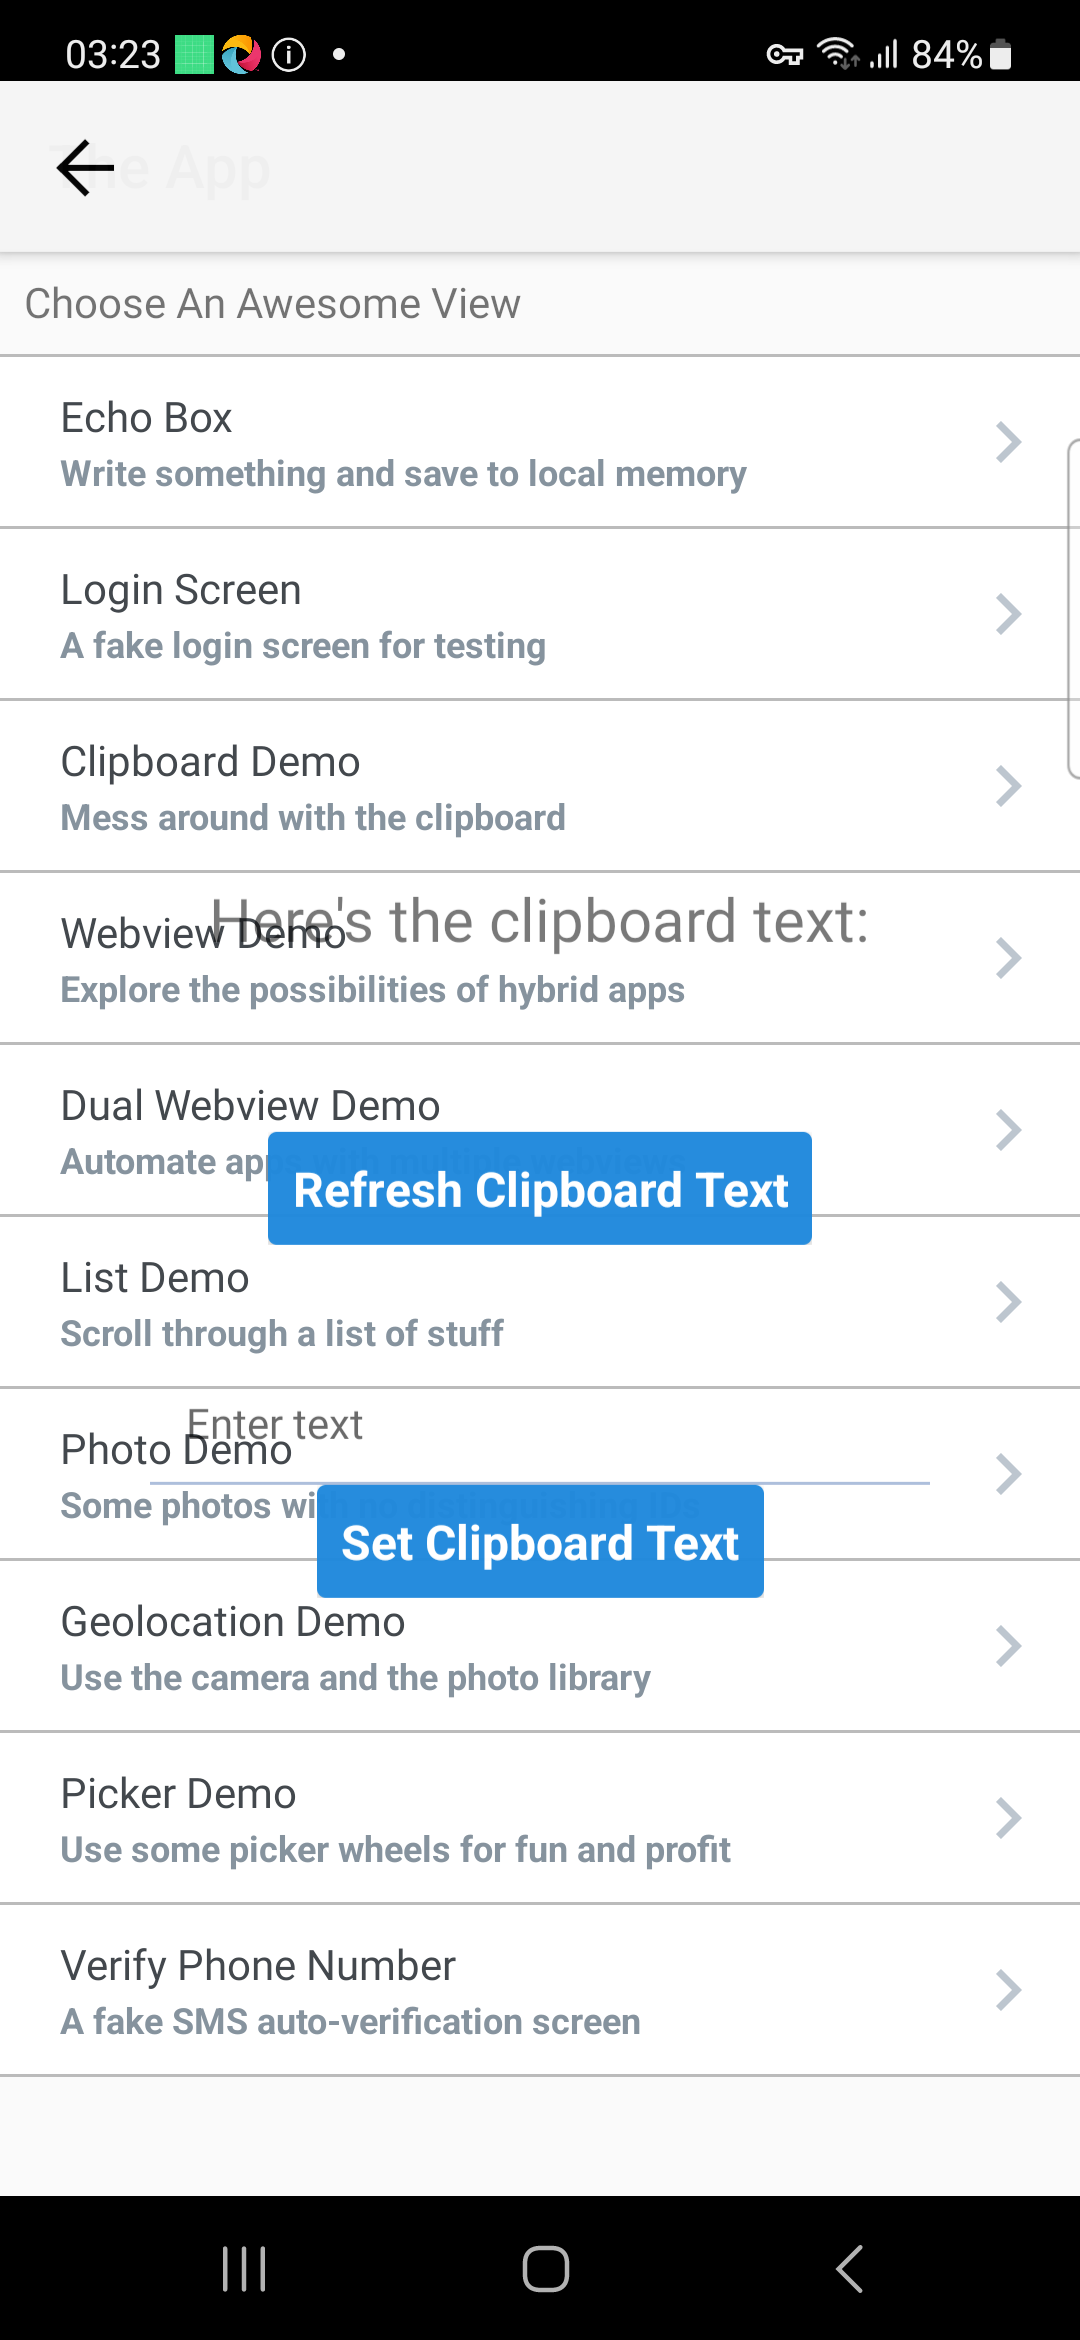 03:23
84%
The App
Choose An Awesome View
Echo Box
Write something and save to local memory
Login Screen
A fake login screen for testing
Clipboard Demo
Mess around with the clipboard
Here's the clipboard text:
Webview Demo
Explore the possibilities of hybrid apps
Dual Webview Demo
Automate apps with multiple webviews
Refresh Clipboard Text
List Demo
Scroll through a list of stuff
Enter text
Photo Demo
Some photos with no distinguishing IDs
Set Clipboard Text
Geolocation Demo
Use the camera and the photo library
Picker Demo
Use some picker wheels for fun and profit
Verify Phone Number
A fake SMS auto-verification screen